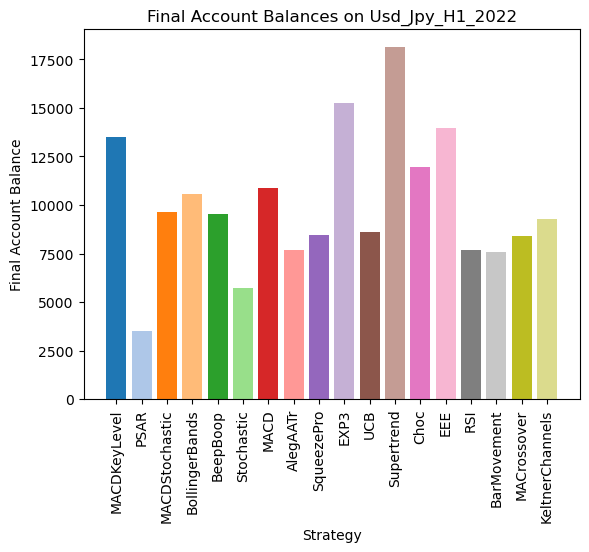 Final Account Balances on Usd_Jpy_H1_2022
Final Account Balance
17500
15000
12500
10000
7500
5000
2500
0
MACDKeyLevel
PSAR
MACDStochastic
BollingerBands
BeepBoop
Stochastic
MACD
AlegAATr
SqueezePro
EXP3
UCB
Supertrend
Choc
EEE
RSI
BarMovement
MACrossover
KeltnerChannels
Strategy